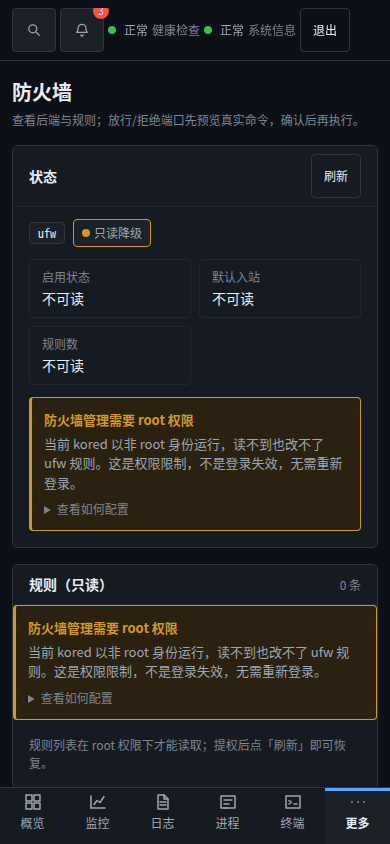 3
正常 健康检查 正常 系统信息 退出
防火墙
查看后端与规则；放行/拒绝端口先预览真实命令，确认后再执行。
状态 刷新
ufw 只读降级
启用状态 默认入站
不可读 不可读
规则数
不可读
防火墙管理需要 root 权限
当前 kored 以非 root 身份运行，读不到也改不了
ufw 规则。这是权限限制，不是登录失效，无需重新
登录。
查看如何配置
规则（只读） 0 条
防火墙管理需要 root 权限
当前 kored 以非 root 身份运行，读不到也改不了 ufw 规
则。这是权限限制，不是登录失效，无需重新登录。
查看如何配置
规则列表在 root 权限下才能读取；提权后点「刷新」即可恢
复。
概览 监控 日志 进程 终端 更多